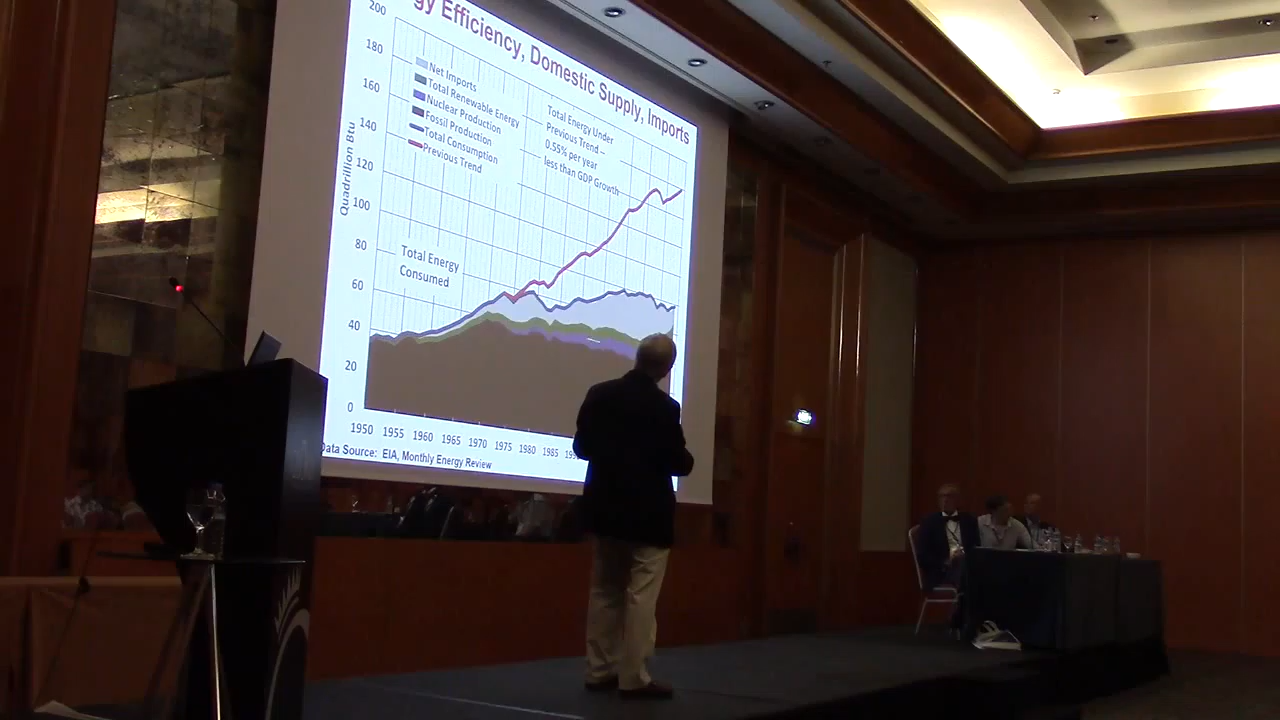 gy Efficiency, Domestic Supply, Imports
200
180
160
140
120
100
80
60
40
20
0
Quadrillion Btu
Net Imports
Total Renewable Energy
Nuclear Production
Fossil Production
Total Consumption
Previous Trend
Total Energy Under
Previous Trend --
0.55% per year
less than GDP Growth
Total Energy
Consumed
1950 1955 1960 1965 1970 1975 1980 1985
Data Source: EIA, Monthly Energy Review